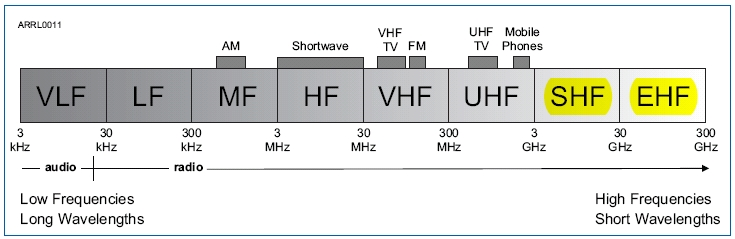 ARRL0011
AM
Shortwave
VHF
TV
FM
UHF
TV
Mobile
Phones
VLF
LF
MF
HF
VHF
UHF
SHF
EHF
3
kHz
30
kHz
300
kHz
3
MHz
30
MHz
300
MHz
3
GHz
30
GHz
300
GHz
audio
radio
Low Frequencies
Long Wavelengths
High Frequencies
Short Wavelengths